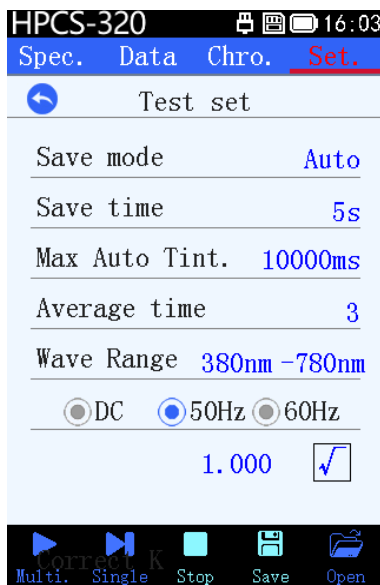 HPCS-320 16:03
Spec. Data Chro. Set.
Test set
Save mode Auto
Save time 5s
Max Auto Tint. 10000ms
Average time 3
Wave Range 380nm-780nm
DC 50Hz 60Hz
1.000 √
Correct K
Multi. Single Stop Save Open